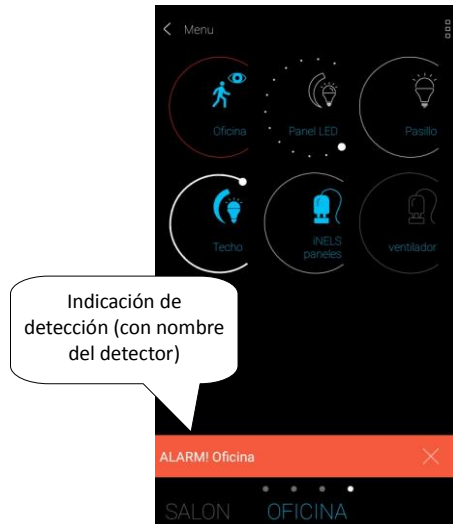 Menu
Oficina
Panel LED
Pasillo
Techo
iNELS
paneles
ventilador
Indicación de
detección (con nombre
del detector)
ALARM! Oficina
SALON
OFICINA